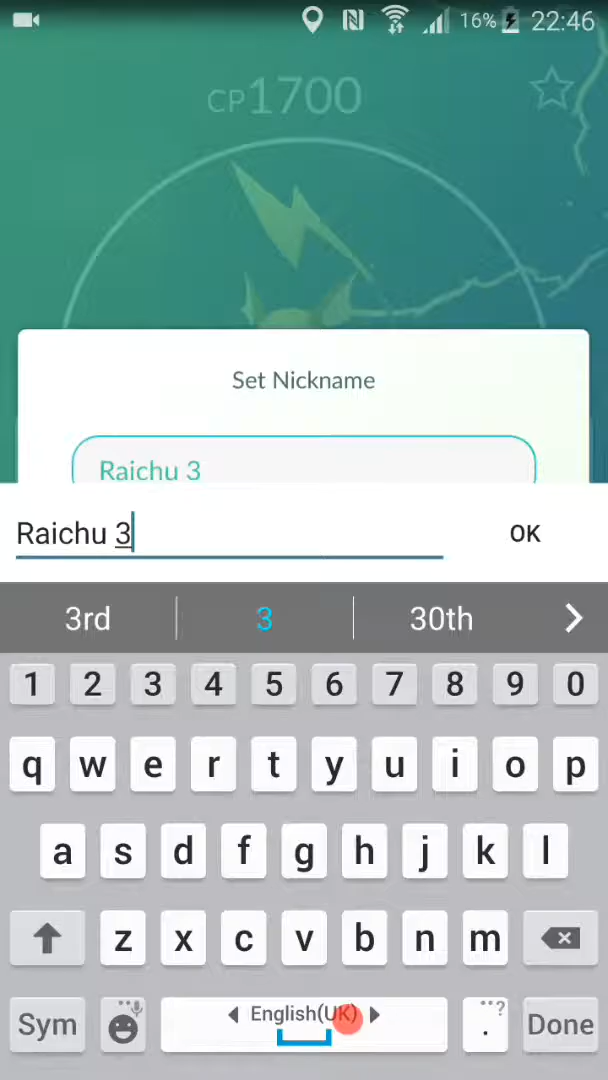 16% 22:46
CP1700
Set Nickname
Raichu 3
Raichu 3 OK
3rd 3 30th
1 2 3 4 5 6 7 8 9 0
q w e r t y u i o p
a s d f g h j k l
z x c v b n m
Sym English(UK) . ? Done